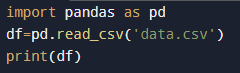 import pandas as pd
df=pd.read_csv('data.csv')
print(df)